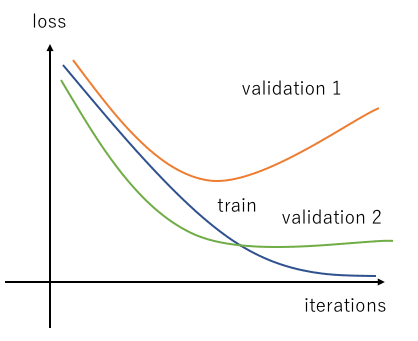 loss
validation 1
train
validation 2
iterations